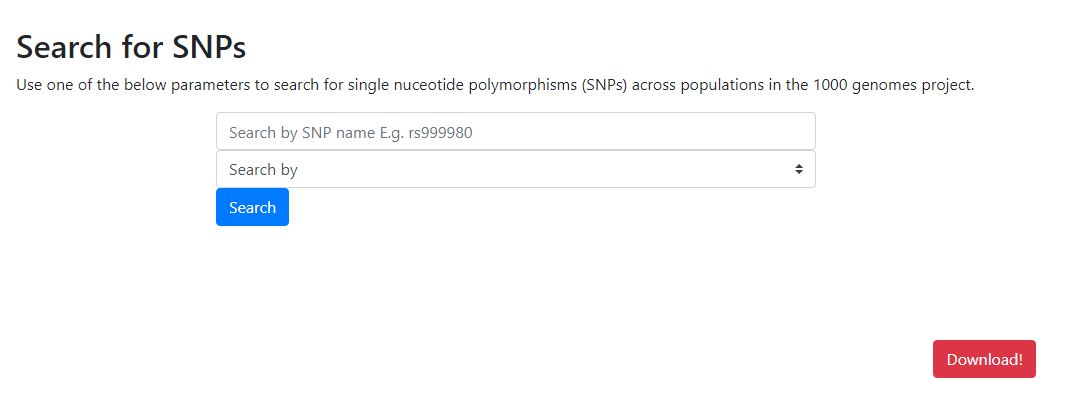 Search for SNPs
Use one of the below parameters to search for single nuceotide polymorphisms (SNPs) across populations in the 1000 genomes project.
Search by SNP name E.g. rs999980
Search by
Search
Download!